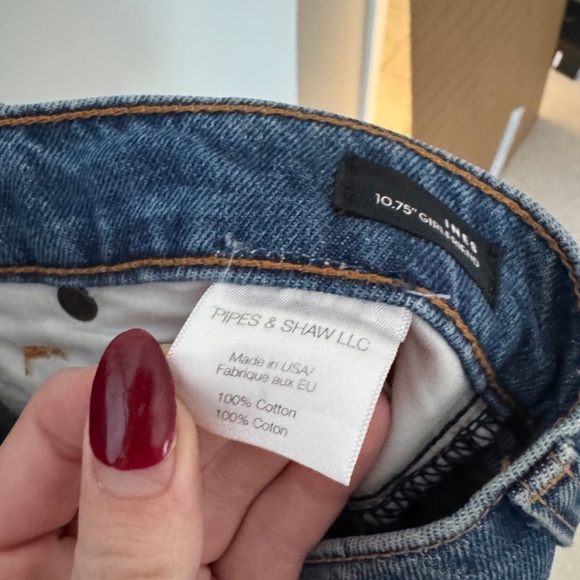 INES
10.75" GIRLFRIEND
PIPES & SHAW LLC
Made in USA/
Fabrique aux EU
100% Cotton
100% Coton